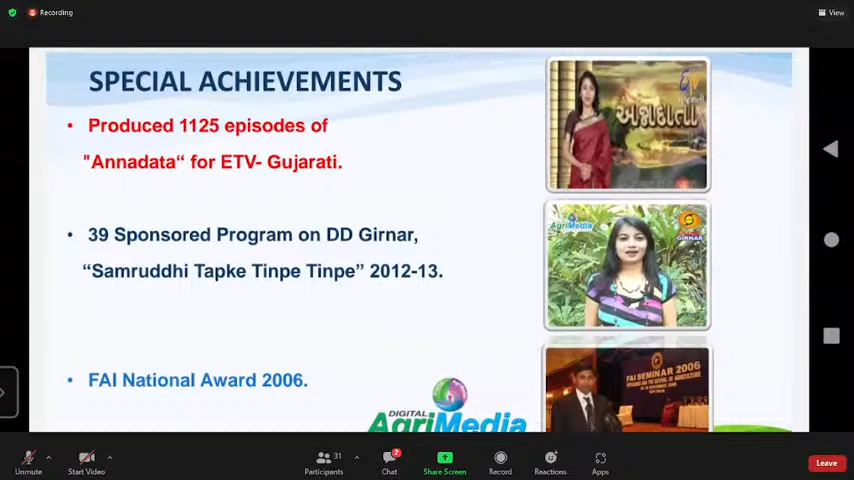 Recording
View
SPECIAL ACHIEVEMENTS
• Produced 1125 episodes of
"Annadata“ for ETV- Gujarati.
ગુજરાતી
અન્નદાતા
• 39 Sponsored Program on DD Girnar,
“Samruddhi Tapke Tinpe Tinpe” 2012-13.
AgriMedia
GIRNAR
• FAI National Award 2006.
FAI SEMINAR 2006
DIGITAL
AgriMedia
Unmute
Start Video
31
Participants
2
Chat
Share Screen
Record
Reactions
Apps
Leave